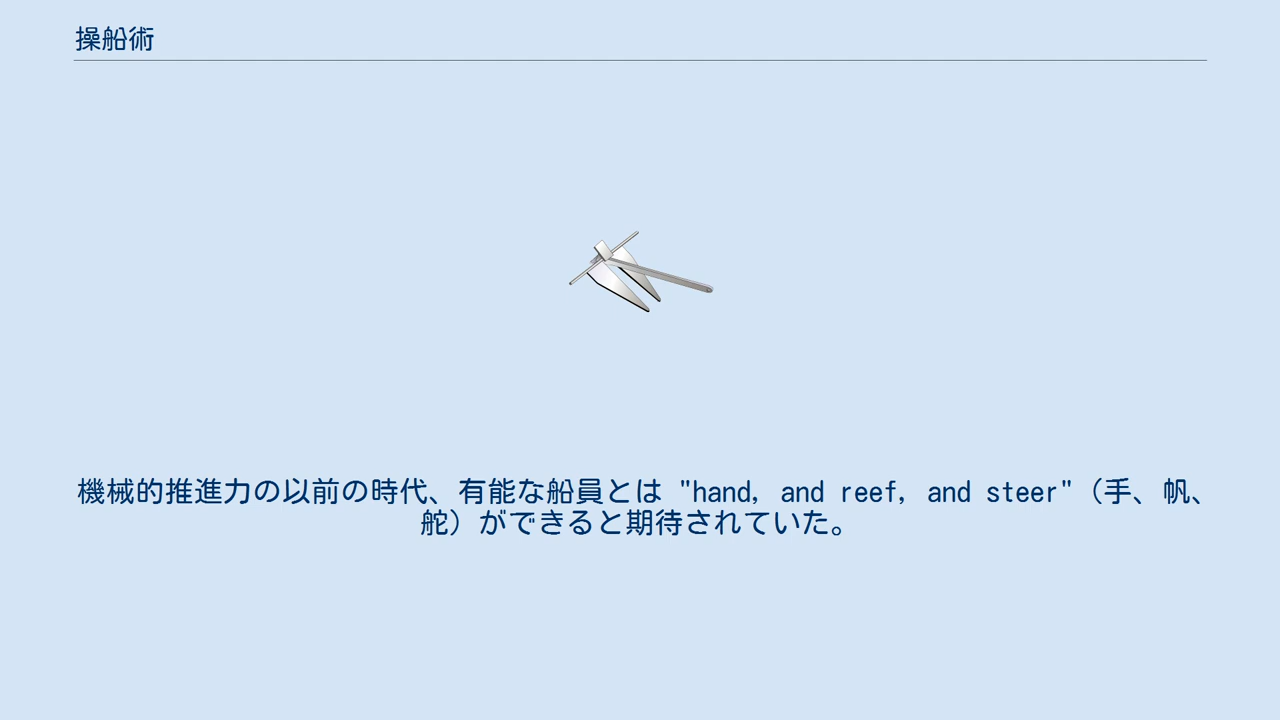 操船術
機械的推進力の以前の時代、有能な船員とは "hand, and reef, and steer"（手、帆、
舵）ができると期待されていた。